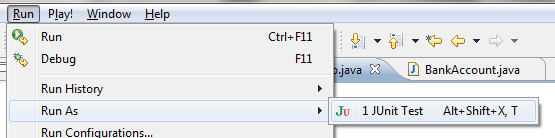 Run Play! Window Help
Run Ctrl+F11
Debug F11
.java BankAccount.java
Run History
Run As
JU 1 JUnit Test Alt+Shift+X, T
Run Configurations...